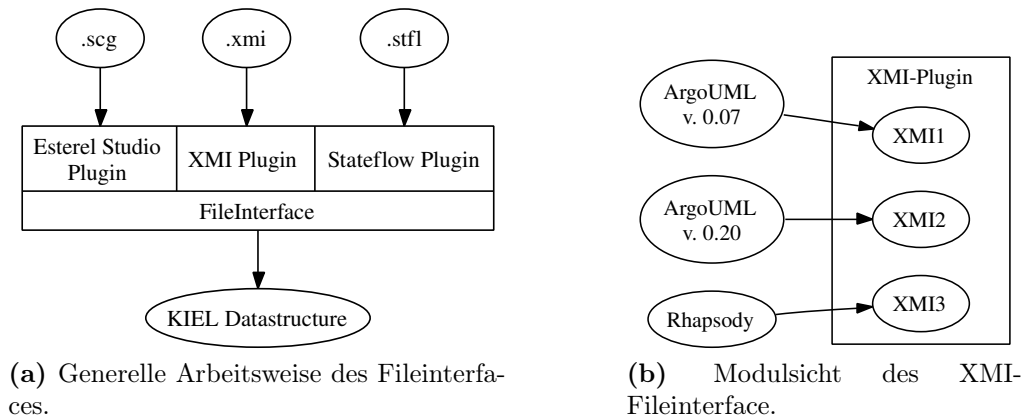 .scg
.xmi
.stfl
Esterel Studio
Plugin
XMI Plugin
Stateflow Plugin
FileInterface
KIEL Datastructure
(a) Generelle Arbeitsweise des Fileinterfa-
ces.
XMI-Plugin
ArgoUML
v. 0.07
XMI1
ArgoUML
v. 0.20
XMI2
Rhapsody
XMI3
(b) Modulsicht des XMI-
Fileinterface.